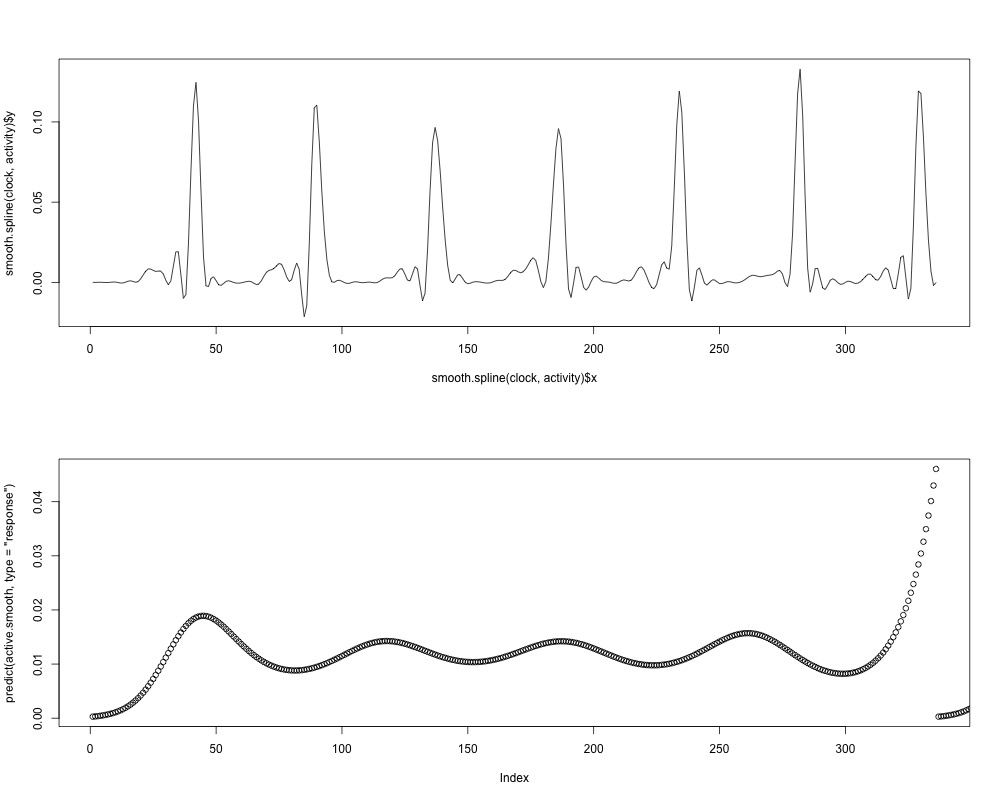 smooth.spline(clock, activity)$y
0.10
0.05
0.00
0 50 100 150 200 250 300
smooth.spline(clock, activity)$x
predict(active.smooth, type = "response")
0.04
0.03
0.02
0.01
0.00
0 50 100 150 200 250 300
Index